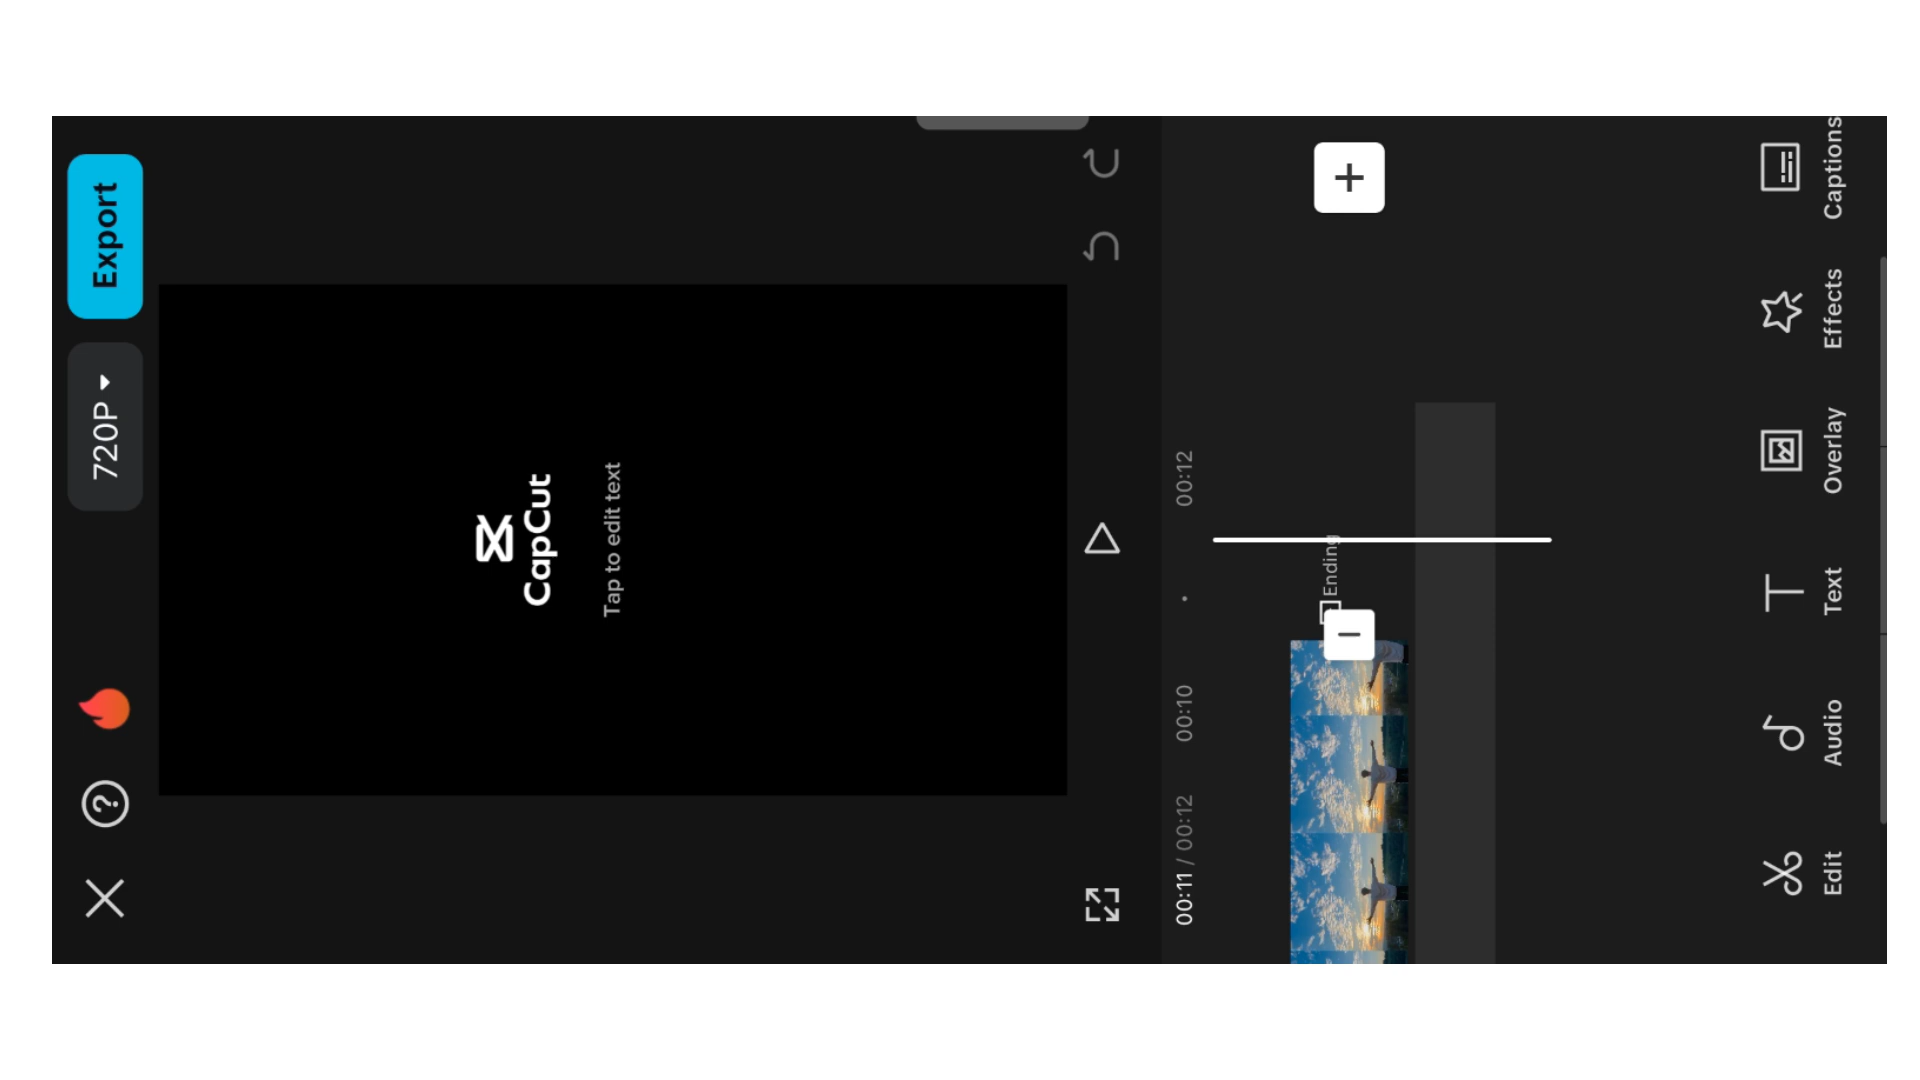 720P
Export
CapCut
Tap to edit text
00:11 / 00:12
00:10
00:12
Ending
Edit
Audio
Text
Overlay
Effects
Captions